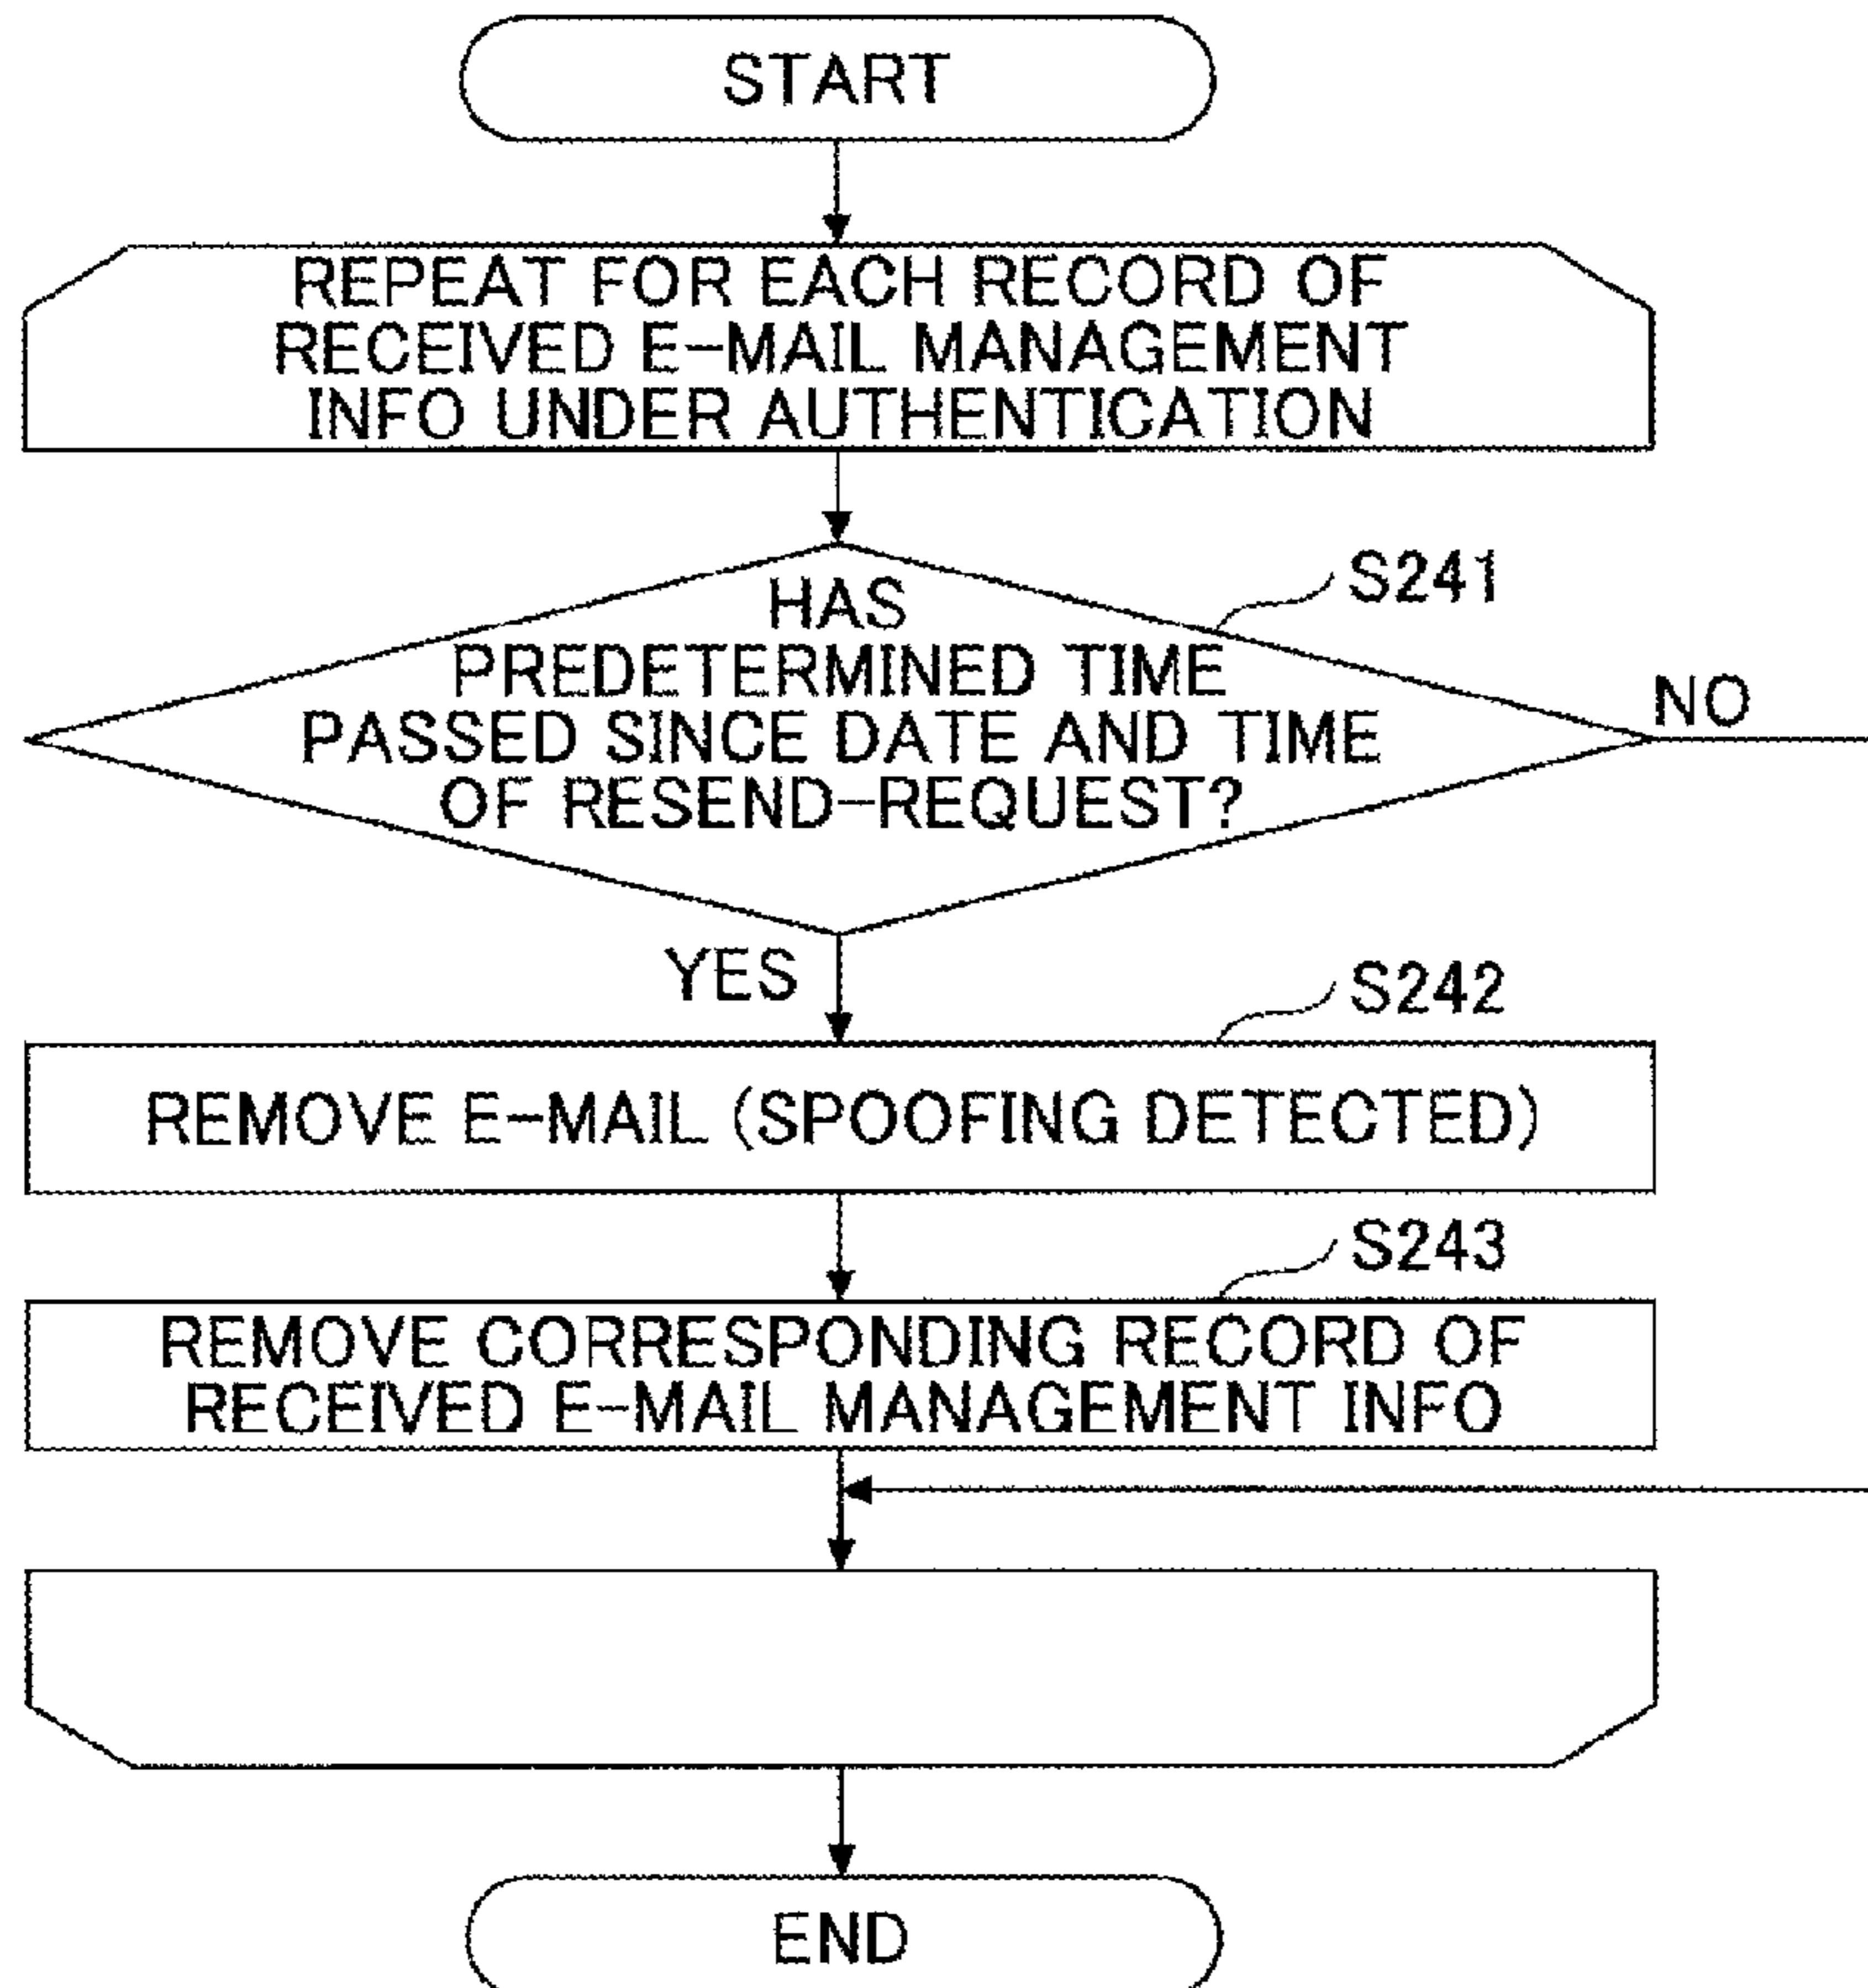 START
REPEAT FOR EACH RECORD OF
RECEIVED E-MAIL MANAGEMENT
INFO UNDER AUTHENTICATION
S241
HAS
PREDETERMINED TIME
PASSED SINCE DATE AND TIME
OF RESEND-REQUEST?
NO
YES
S242
REMOVE E-MAIL (SPOOFING DETECTED)
S243
REMOVE CORRESPONDING RECORD OF
RECEIVED E-MAIL MANAGEMENT INFO
END